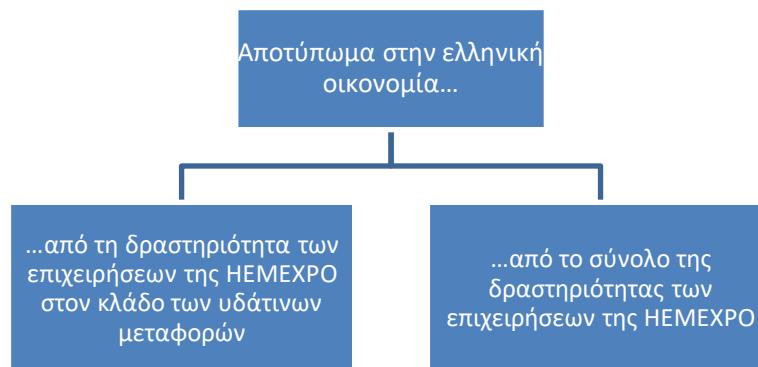 Αποτύπωμα στην ελληνική
οικονομία…
…από τη δραστηριότητα των
επιχειρήσεων της HEMEXPO
στον κλάδο των υδάτινων
μεταφορών
…από το σύνολο της
δραστηριότητας των
επιχειρήσεων της HEMEXPO